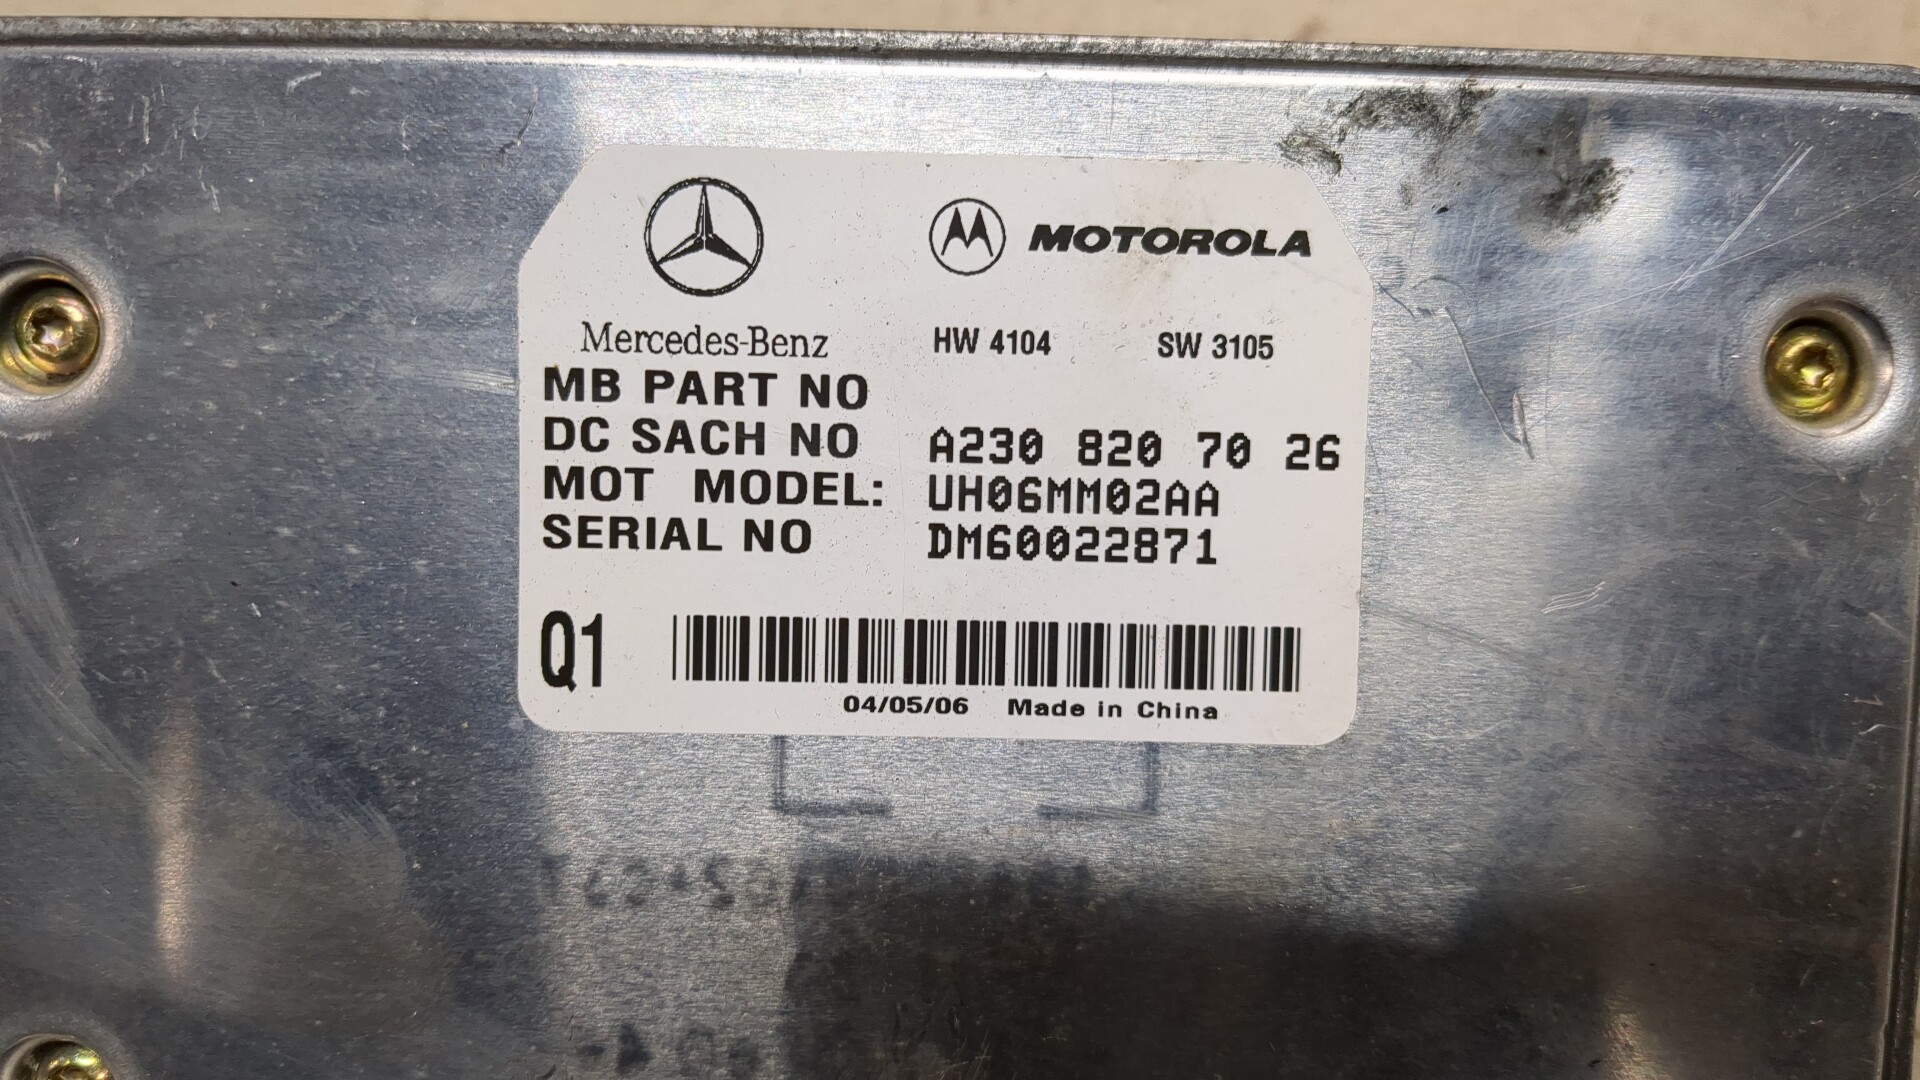 MOTOROLA
Mercedes-Benz HW 4104 SW 3105
MB PART NO
DC SACH NO A230 820 70 26
MOT MODEL: UH06MM02AA
SERIAL NO DM60022871
Q1
04/05/06 Made in China